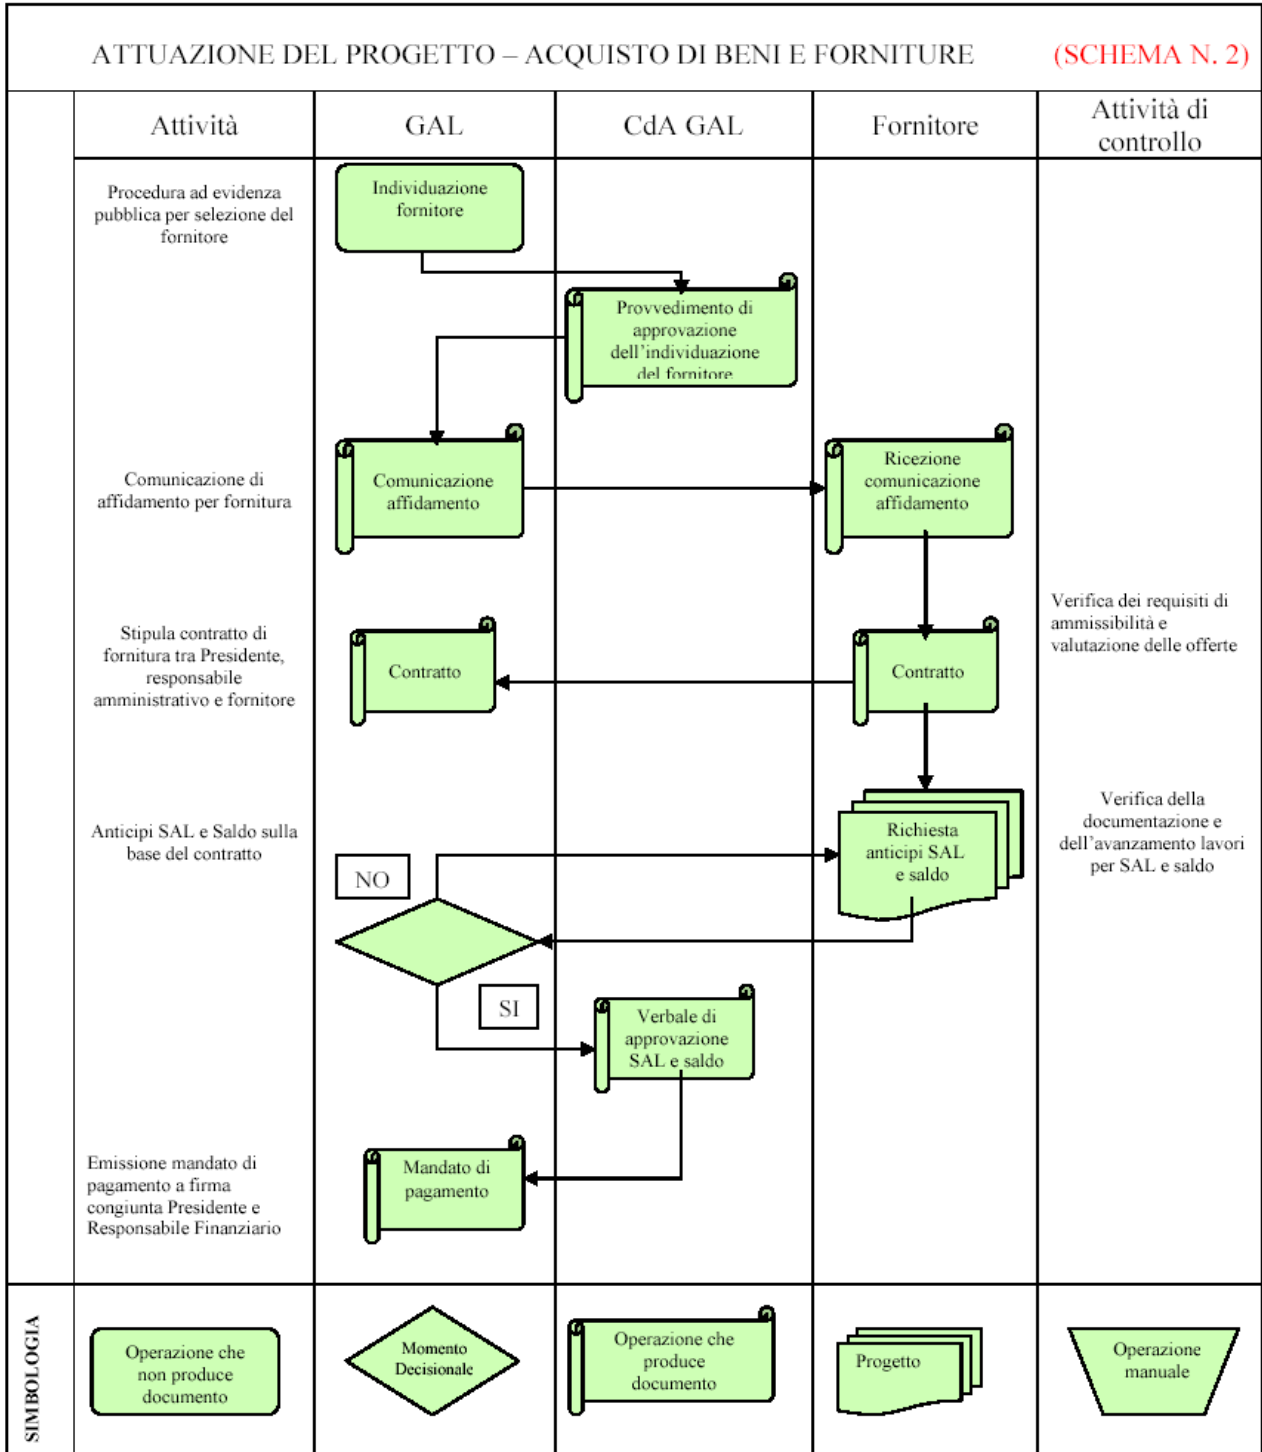 ATTUAZIONE DEL PROGETTO – ACQUISTO DI BENI E FORNITURE (SCHEMA N. 2)
Attività
GAL
CdA GAL
Fornitore
Attività di
controllo
Procedura ad evidenza
pubblica per selezione del
fornitore
Individuazione
fornitore
Provvedimento di
approvazione
dell'individuazione
del fornitore
Comunicazione di
affidamento per fornitura
Comunicazione
affidamento
Ricezione
comunicazione
affidamento
Stipula contratto di
fornitura tra Presidente,
responsabile
amministrativo e fornitore
Contratto
Contratto
Verifica dei requisiti di
ammissibilità e
valutazione delle offerte
Anticipi SAL e Saldo sulla
base del contratto
NO
Richiesta
anticipi SAL
e saldo
Verifica della
documentazione e
dell'avanzamento lavori
per SAL e saldo
SI
Verbale di
approvazione
SAL e saldo
Emissione mandato di
pagamento a firma
congiunta Presidente e
Responsabile Finanziario
Mandato di
pagamento
SIMBOLOGIA
Operazione che
non produce
documento
Momento
Decisionale
Operazione che
produce
documento
Progetto
Operazione
manuale